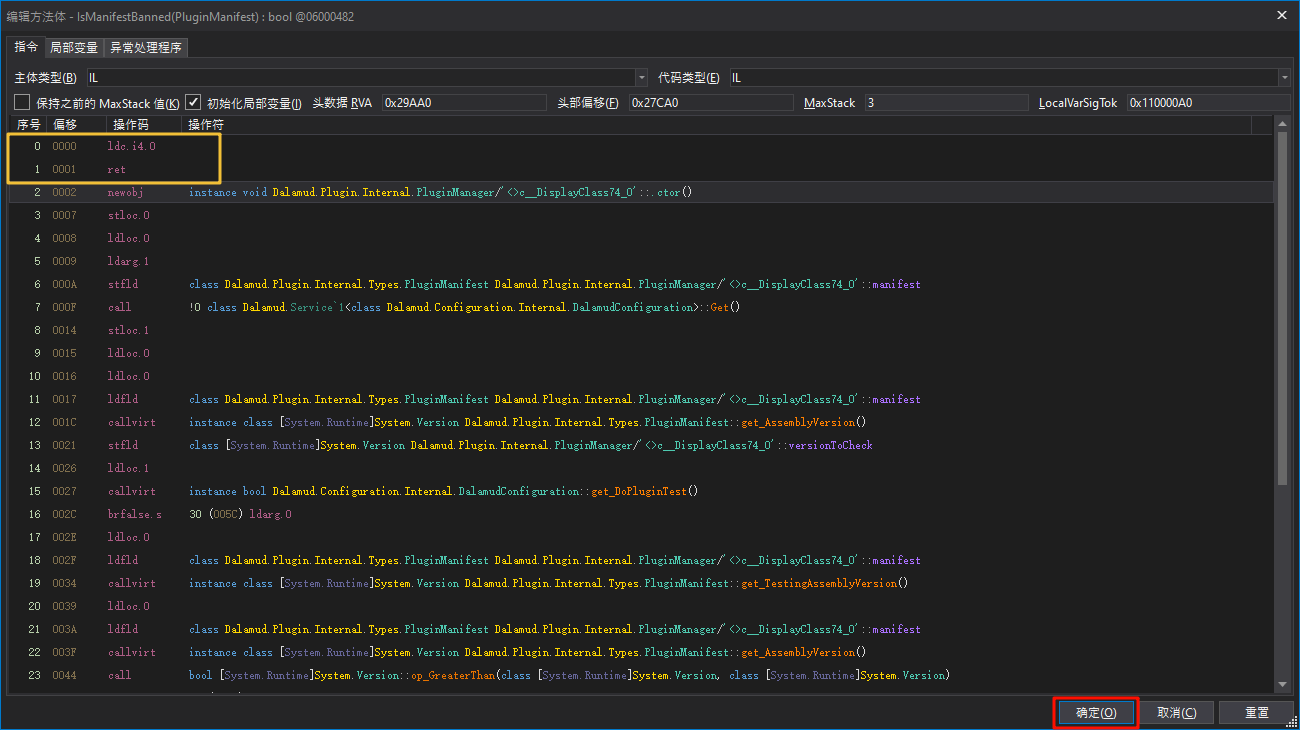 编辑方法体 - IsManifestBanned(PluginManifest) : bool @06000482
指令 局部变量 异常处理程序
主体类型(B) IL 代码类型(E) IL
保持之前的 MaxStack 值(K) 初始化局部变量(I) 头数据 RVA 0x29AA0 头部偏移(F) 0x27CA0 MaxStack 3 LocalVarSigTok 0x110000A0
序号 偏移 操作码 操作符
0 0000 ldc.i4.0
1 0001 ret
2 0002 newobj instance void Dalamud.Plugin.Internal.PluginManager/'<>c__DisplayClass74_0'::.ctor()
3 0007 stloc.0
4 0008 ldloc.0
5 0009 ldarg.1
6 000A stfld class Dalamud.Plugin.Internal.Types.PluginManifest Dalamud.Plugin.Internal.PluginManager/'<>c__DisplayClass74_0'::manifest
7 000F call !0 class Dalamud.Service`1<class Dalamud.Configuration.Internal.DalamudConfiguration>::Get()
8 0014 stloc.1
9 0015 ldloc.0
10 0016 ldloc.0
11 0017 ldfld class Dalamud.Plugin.Internal.Types.PluginManifest Dalamud.Plugin.Internal.PluginManager/'<>c__DisplayClass74_0'::manifest
12 001C callvirt instance class [System.Runtime]System.Version Dalamud.Plugin.Internal.Types.PluginManifest::get_AssemblyVersion()
13 0021 stfld class [System.Runtime]System.Version Dalamud.Plugin.Internal.PluginManager/'<>c__DisplayClass74_0'::versionToCheck
14 0026 ldloc.1
15 0027 callvirt instance bool Dalamud.Configuration.Internal.DalamudConfiguration::get_DoPluginTest()
16 002C brfalse.s 30 (005C) ldarg.0
17 002E ldloc.0
18 002F ldfld class Dalamud.Plugin.Internal.Types.PluginManifest Dalamud.Plugin.Internal.PluginManager/'<>c__DisplayClass74_0'::manifest
19 0034 callvirt instance class [System.Runtime]System.Version Dalamud.Plugin.Internal.Types.PluginManifest::get_TestingAssemblyVersion()
20 0039 ldloc.0
21 003A ldfld class Dalamud.Plugin.Internal.Types.PluginManifest Dalamud.Plugin.Internal.PluginManager/'<>c__DisplayClass74_0'::manifest
22 003F callvirt instance class [System.Runtime]System.Version Dalamud.Plugin.Internal.Types.PluginManifest::get_AssemblyVersion()
23 0044 call bool [System.Runtime]System.Version::op_GreaterThan(class [System.Runtime]System.Version, class [System.Runtime]System.Version)
确定(O) 取消(C) 重置